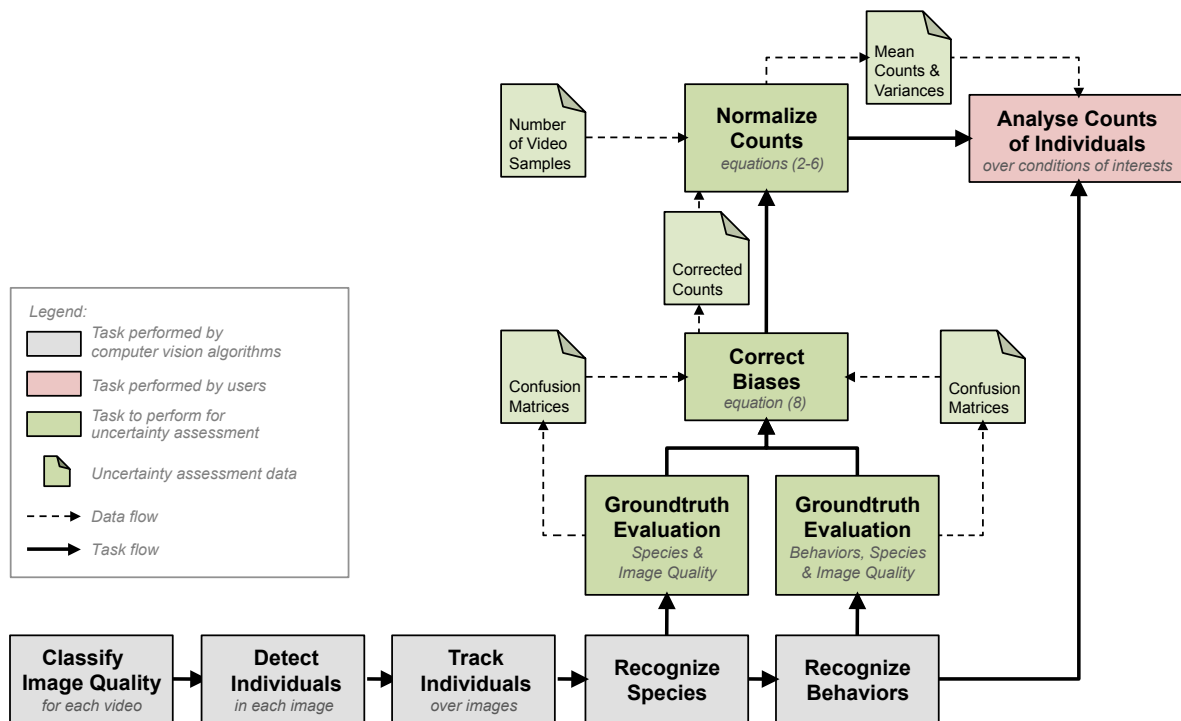 Mean
Counts &
Variances
Number
of Video
Samples
Normalize
Counts
equations (2-6)
Analyse Counts
of Individuals
over conditions of interests
Corrected
Counts
Legend:
Task performed by
computer vision algorithms
Task performed by users
Task to perform for
uncertainty assessment
Uncertainty assessment data
Data flow
Task flow
Confusion
Matrices
Correct
Biases
equation (8)
Confusion
Matrices
Groundtruth
Evaluation
Species &
Image Quality
Groundtruth
Evaluation
Behaviors, Species
& Image Quality
Classify
Image Quality
for each video
Detect
Individuals
in each image
Track
Individuals
over images
Recognize
Species
Recognize
Behaviors